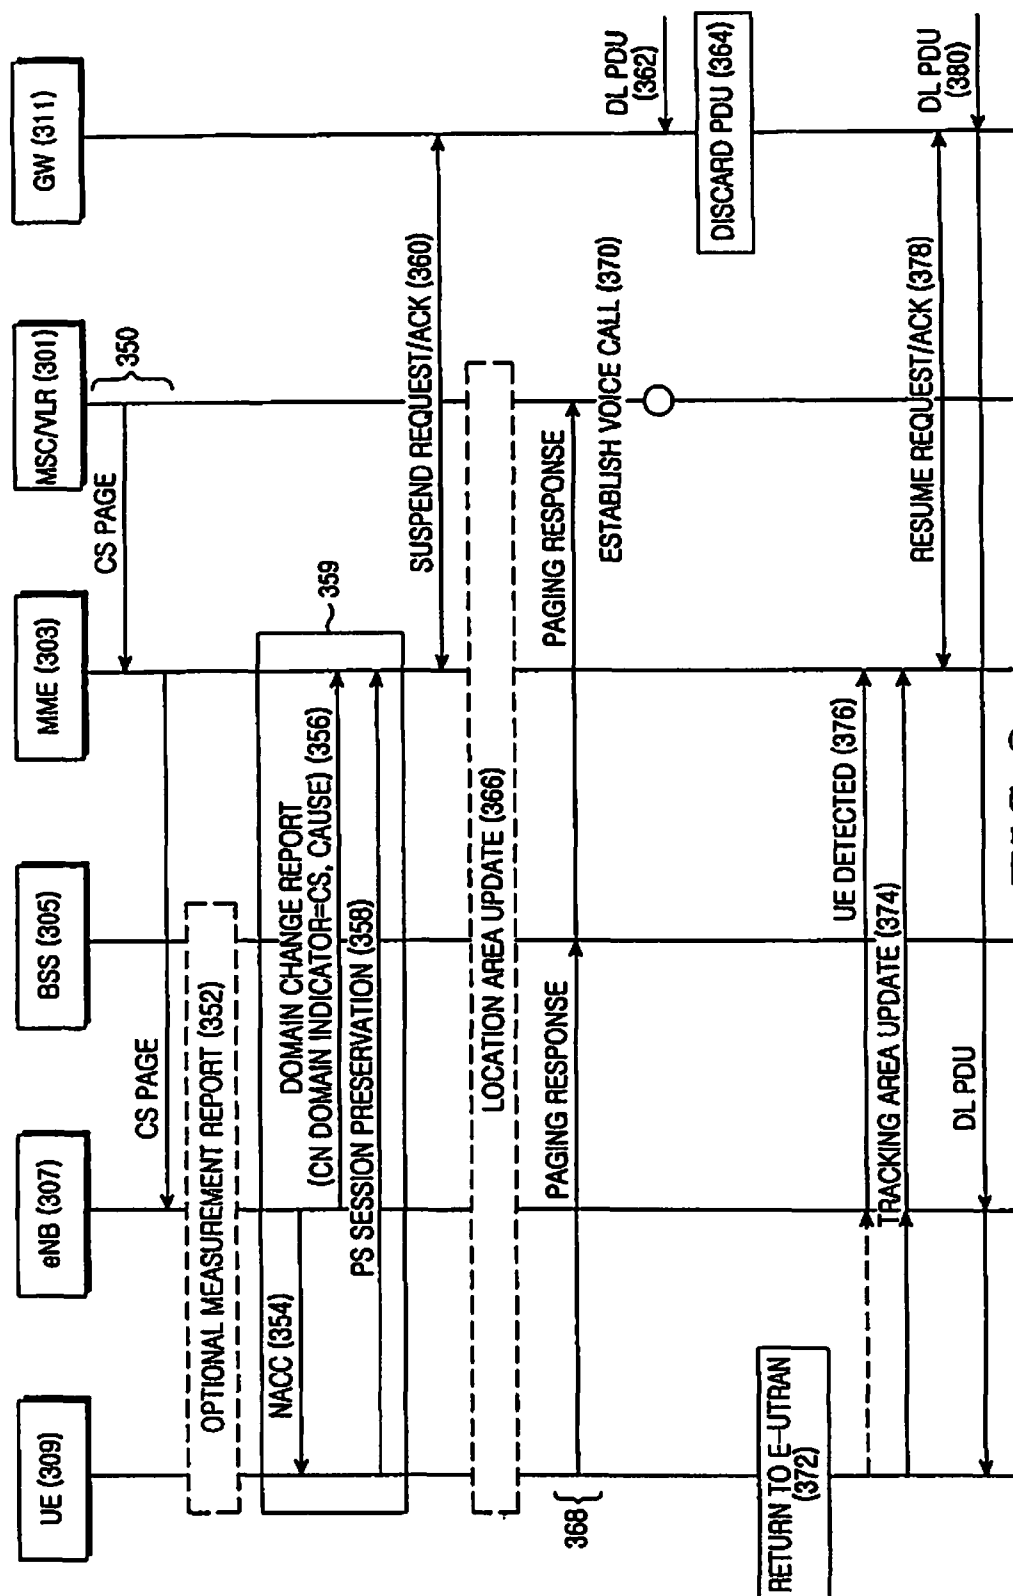 UE (309)
eNB (307)
BSS (305)
MME (303)
MSC/VLR (301)
GW (311)
350
CS PAGE
CS PAGE
OPTIONAL MEASUREMENT REPORT (352)
359
NACC (354)
DOMAIN CHANGE REPORT
(CN DOMAIN INDICATOR=CS, CAUSE) (356)
PS SESSION PRESERVATION (358)
SUSPEND REQUEST/ACK (360)
LOCATION AREA UPDATE (366)
368
PAGING RESPONSE
PAGING RESPONSE
ESTABLISH VOICE CALL (370)
DL PDU
(362)
DISCARD PDU (364)
RETURN TO E-UTRAN
(372)
UE DETECTED (376)
TRACKING AREA UPDATE (374)
RESUME REQUEST/ACK (378)
DL PDU
(380)
DL PDU